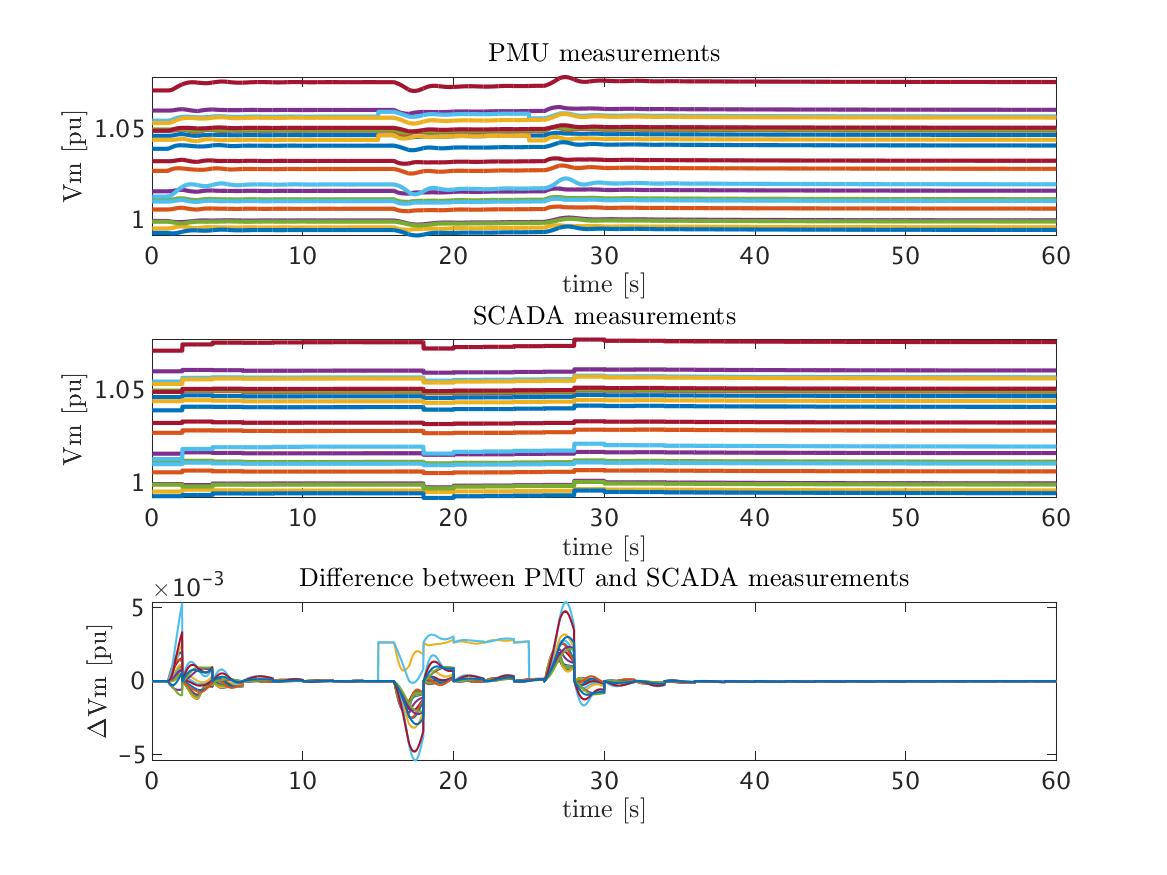 PMU measurements
1.05
1
Vm [pu]
0 10 20 30 40 50 60
time [s]
SCADA measurements
1.05
1
Vm [pu]
0 10 20 30 40 50 60
time [s]
Difference between PMU and SCADA measurements
×10⁻³
5
0
-5
ΔVm [pu]
0 10 20 30 40 50 60
time [s]